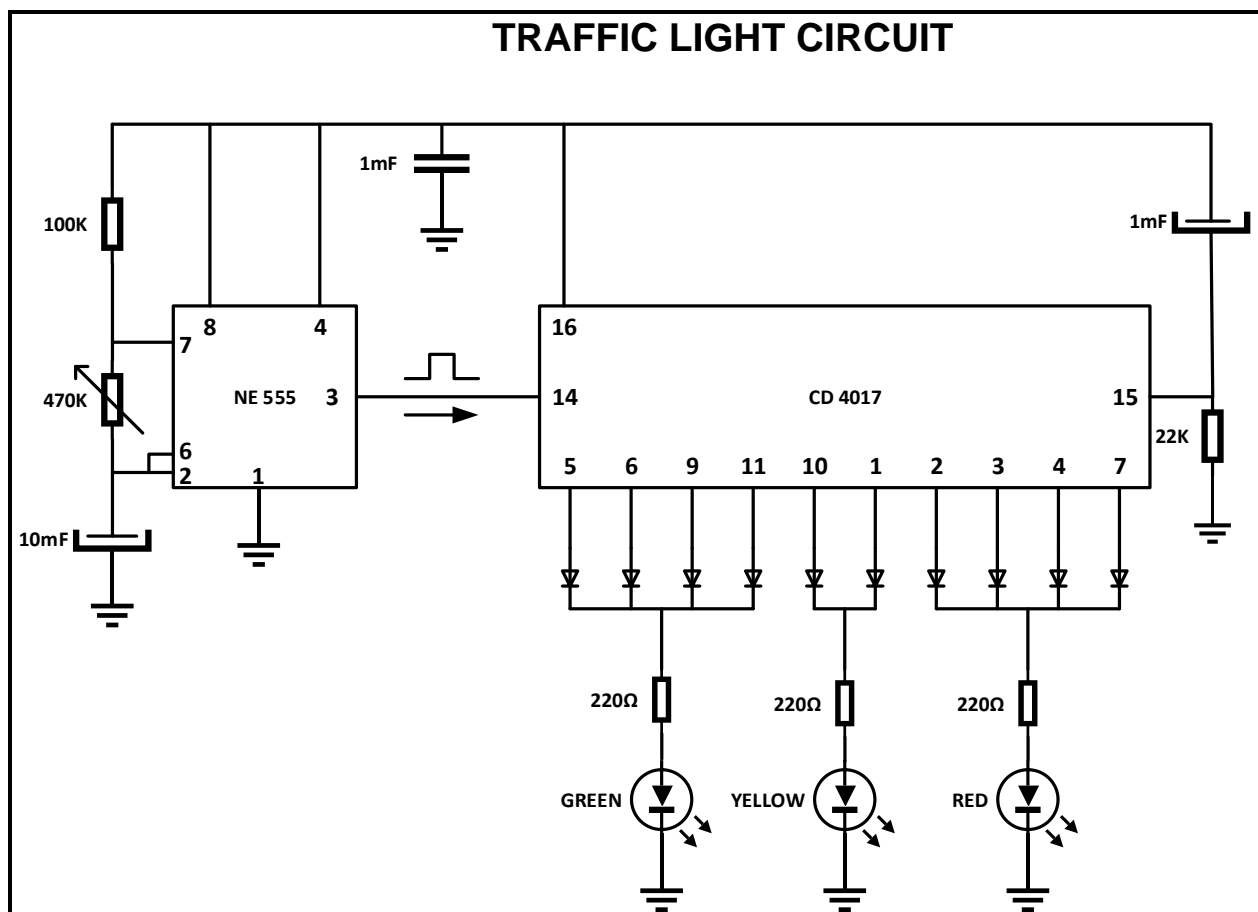 TRAFFIC LIGHT CIRCUIT
1mF
1mF
100K
8 4 16
7
470K NE 555 3 14 CD 4017 15
22K
6
2 1 5 6 9 11 10 1 2 3 4 7
10mF
220Ω 220Ω 220Ω
GREEN YELLOW RED